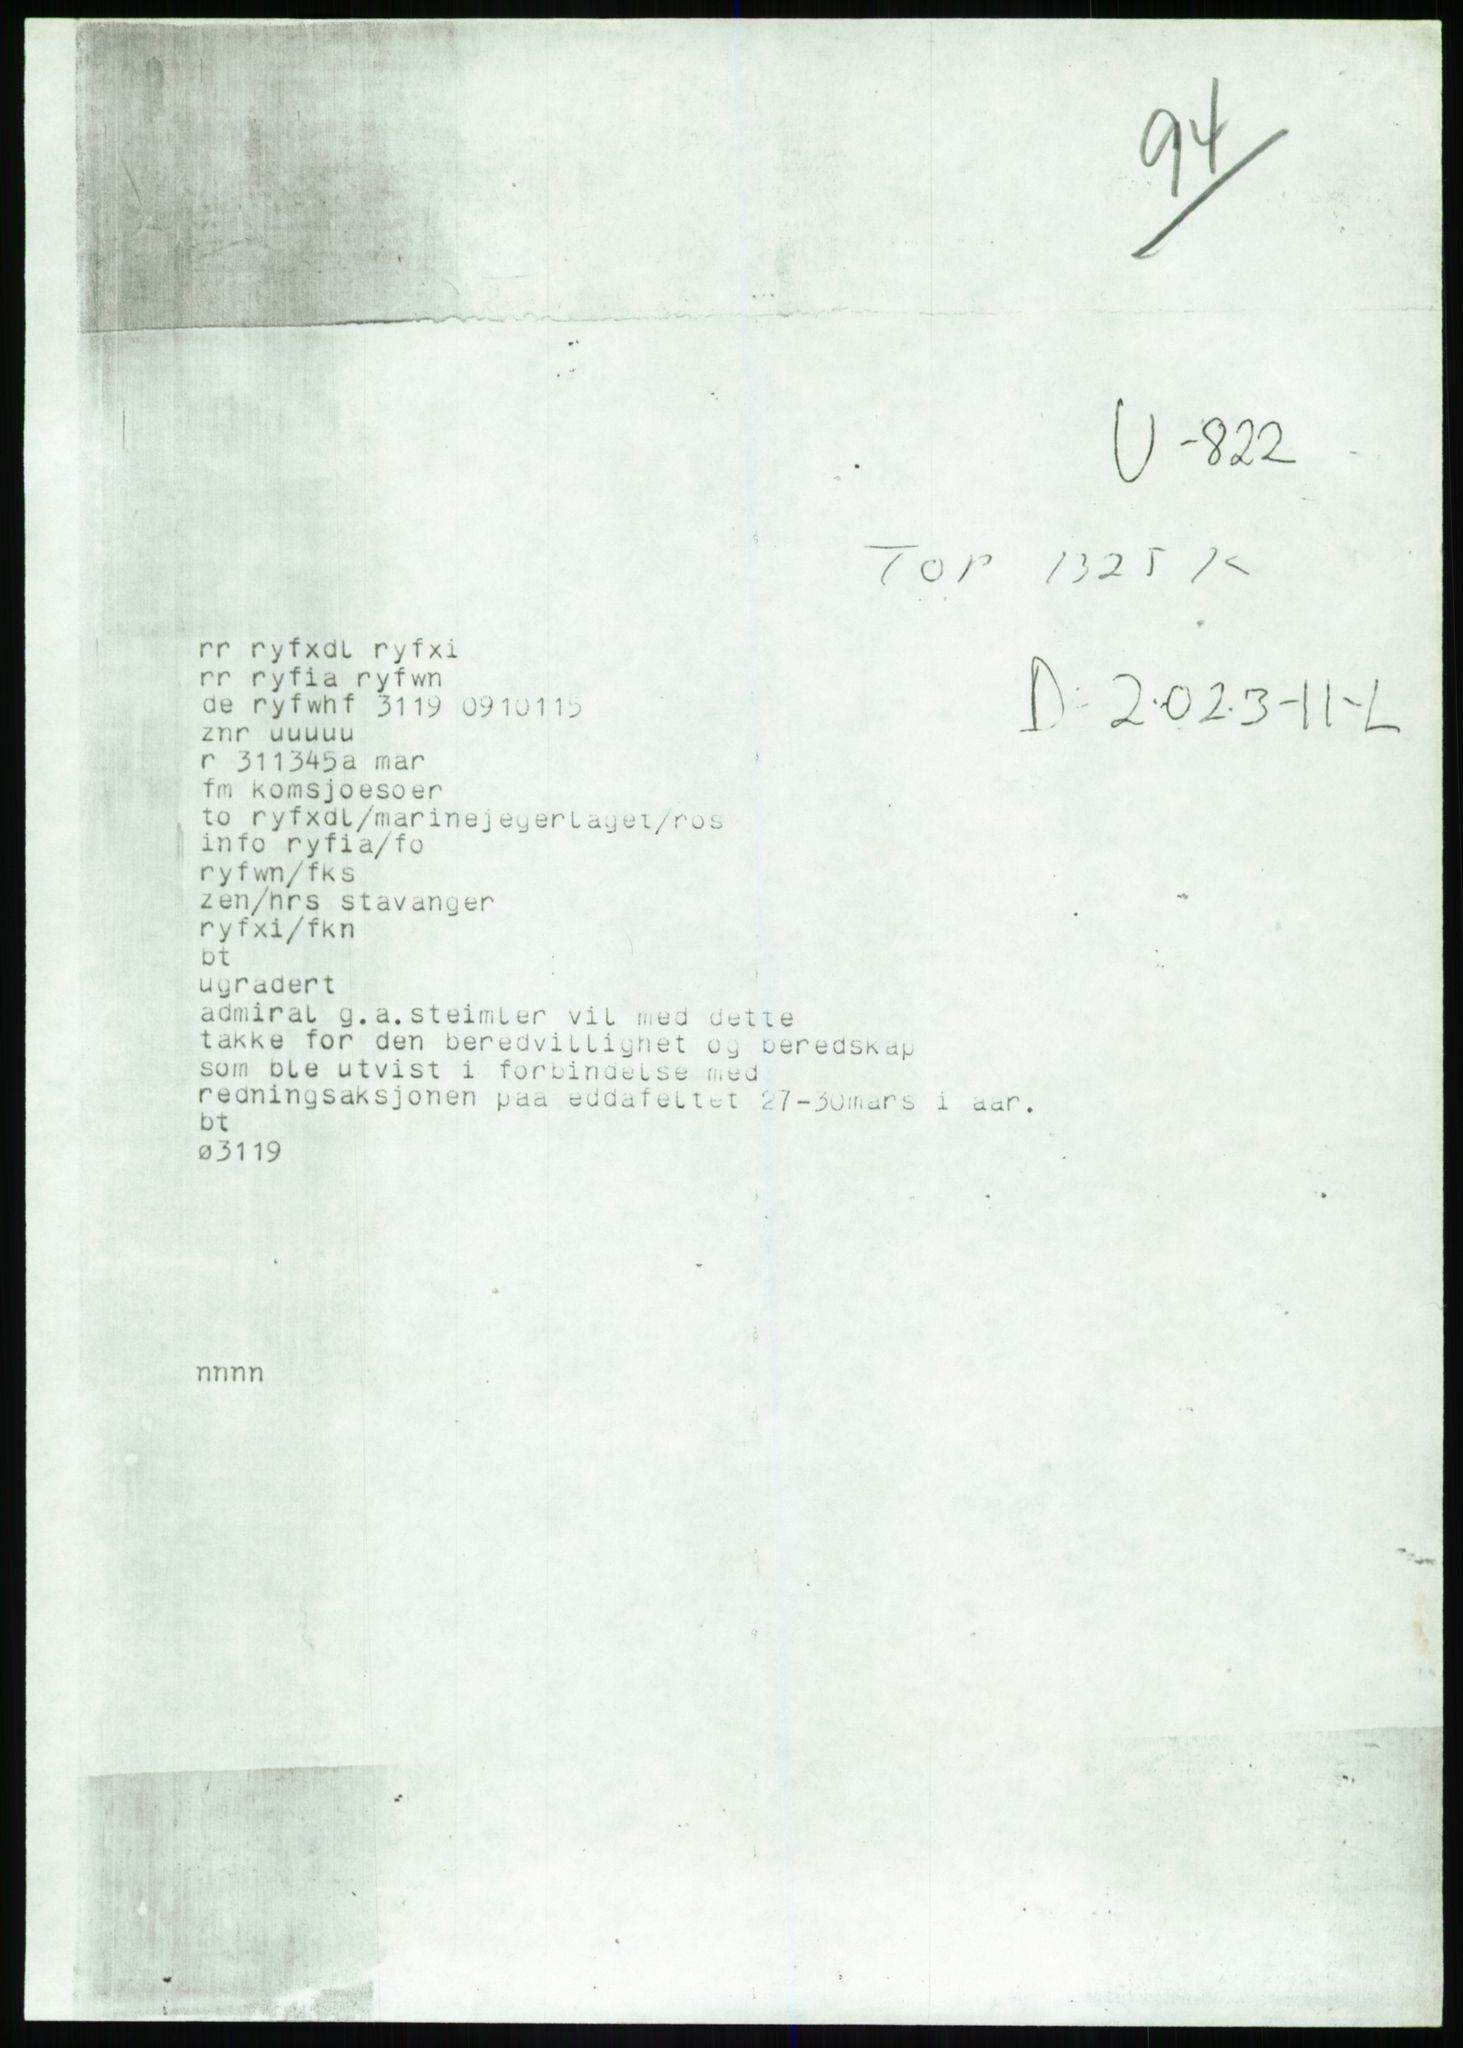 94
U-822
TOR 1325 K
D: 2.02.3-11-L
rr ryfxdl ryfxi
rr ryfia ryfwn
de ryfwhf 3119 0910115
znr uuuuu
r 311345a mar
fm komsjoesoer
to ryfxdl/marinejegerlaget/ros
info ryfia/fo
ryfwn/fks
zen/hrs stavanger
ryfxi/fkn
bt
ugradert
admiral g.a.steimler vil med dette
takke for den beredvillighet og beredskap
som ble utvist i forbindelse med
redningsaksjonen paa eddafeltet 27-30mars i aar.
bt
ø3119
nnnn